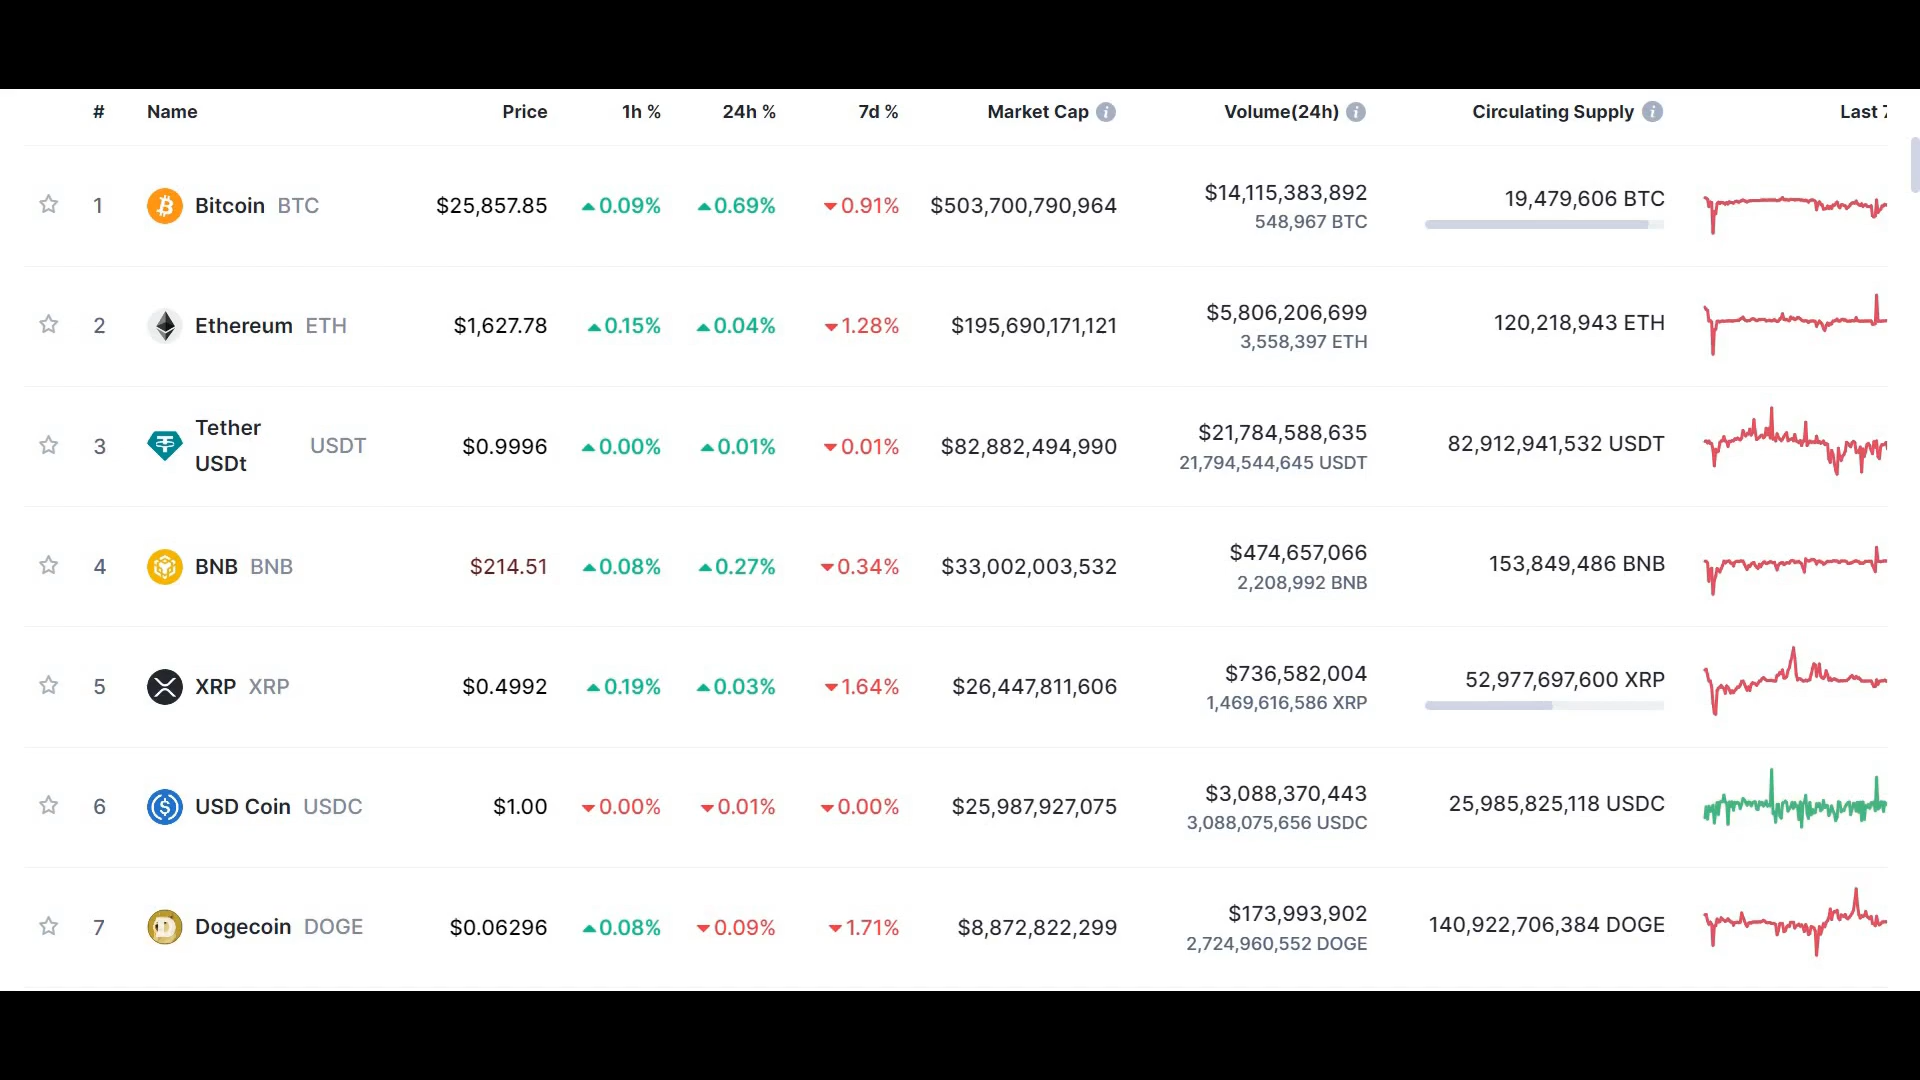 # Name Price 1h % 24h % 7d % Market Cap Volume(24h) Circulating Supply Last 7
1 Bitcoin BTC $25,857.85 0.09% 0.69% 0.91% $503,700,790,964 $14,115,383,892 19,479,606 BTC
548,967 BTC
2 Ethereum ETH $1,627.78 0.15% 0.04% 1.28% $195,690,171,121 $5,806,206,699 120,218,943 ETH
3,558,397 ETH
3 Tether USDt USDT $0.9996 0.00% 0.01% 0.01% $82,882,494,990 $21,784,588,635 82,912,941,532 USDT
21,794,544,645 USDT
4 BNB BNB $214.51 0.08% 0.27% 0.34% $33,002,003,532 $474,657,066 153,849,486 BNB
2,208,992 BNB
5 XRP XRP $0.4992 0.19% 0.03% 1.64% $26,447,811,606 $736,582,004 52,977,697,600 XRP
1,469,616,586 XRP
6 USD Coin USDC $1.00 0.00% 0.01% 0.00% $25,987,927,075 $3,088,370,443 25,985,825,118 USDC
3,088,075,656 USDC
7 Dogecoin DOGE $0.06296 0.08% 0.09% 1.71% $8,872,822,299 $173,993,902 140,922,706,384 DOGE
2,724,960,552 DOGE